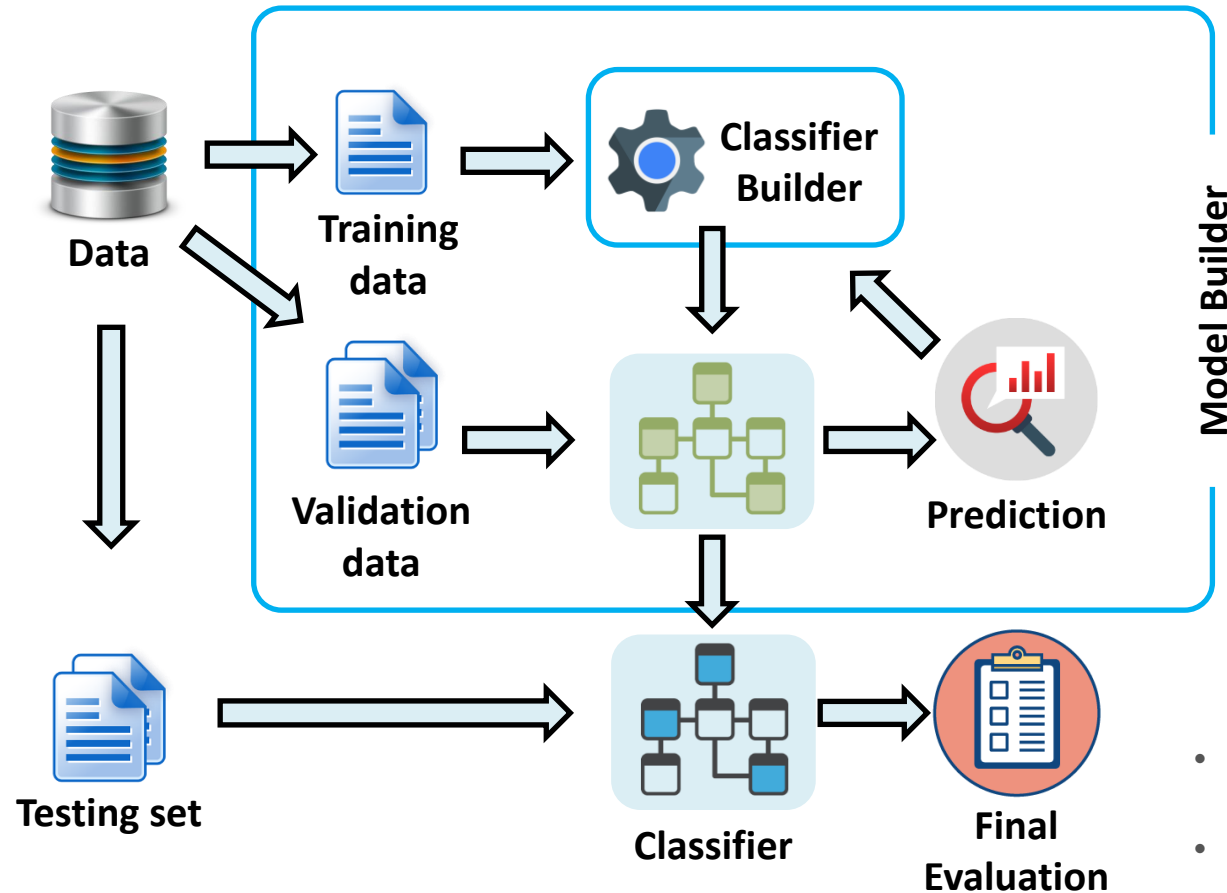 Classifier
Builder
Data
Training
data
Model Builder
Validation
data
Prediction
Testing set
Classifier
Final
Evaluation